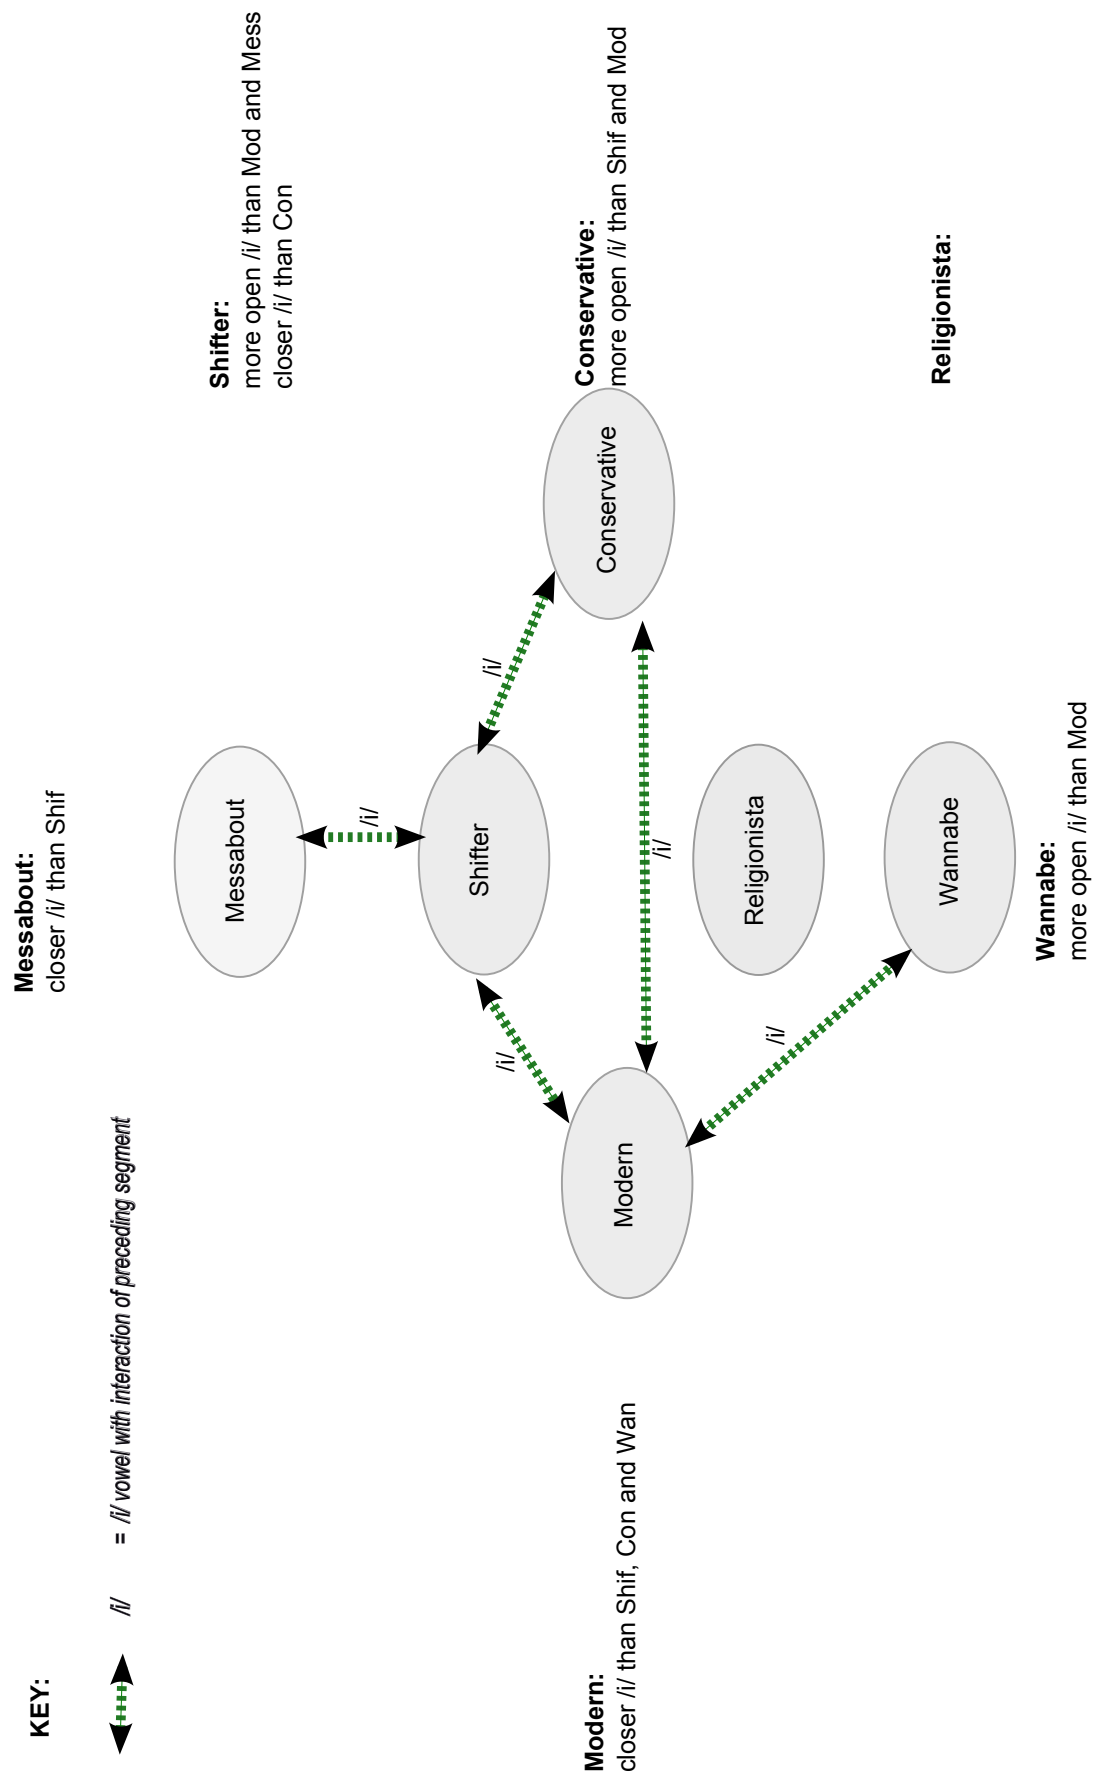 KEY:
/i/ = /i/ vowel with interaction of preceding segment
Messabout:
closer /i/ than Shif
Shifter:
more open /i/ than Mod and Mess
closer /i/ than Con
Messabout
/i/
Shifter
/i/
/i/
Modern:
closer /i/ than Shif, Con and Wan
Modern
/i/
Conservative
Conservative:
more open /i/ than Shif and Mod
Religionista
/i/
Wannabe
Religionista:
Wannabe:
more open /i/ than Mod